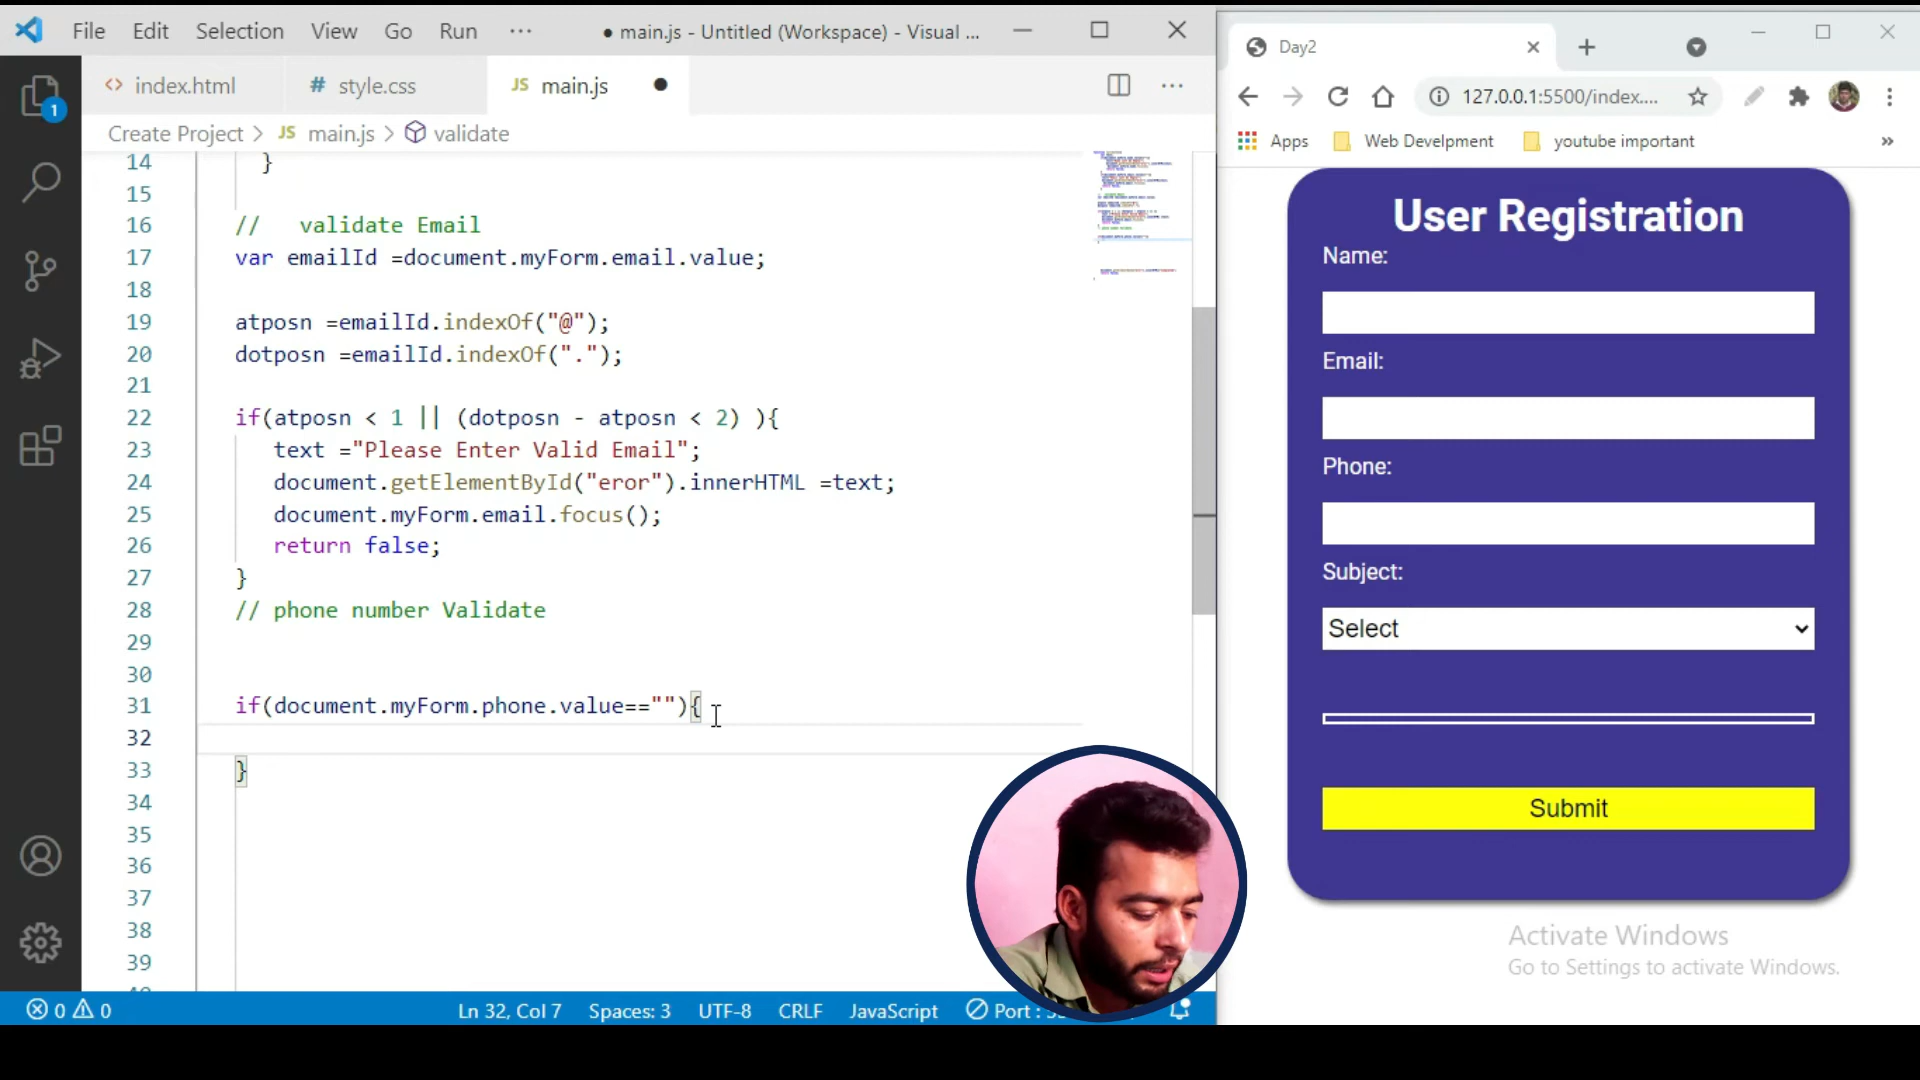 File Edit Selection View Go Run ··· ● main.js - Untitled (Workspace) - Visual ...
<> index.html # style.css JS main.js ●
Create Project > JS main.js > validate
14 }
15
16 //   validate Email
17 var emailId =document.myForm.email.value;
18
19 atposn =emailId.indexOf("@");
20 dotposn =emailId.indexOf(".");
21
22 if(atposn < 1 || (dotposn - atposn < 2) ){
23 text ="Please Enter Valid Email";
24 document.getElementById("eror").innerHTML =text;
25 document.myForm.email.focus();
26 return false;
27 }
28 // phone number Validate
29
30
31 if(document.myForm.phone.value==""){
32
33 }
34
35
36
37
38
39
1
0 0 Ln 32, Col 7 Spaces: 3 UTF-8 CRLF JavaScript Port :
Day2
127.0.0.1:5500/index....
Apps Web Develpment youtube important »
User Registration
Name:
Email:
Phone:
Subject:
Select
Submit
Activate Windows
Go to Settings to activate Windows.